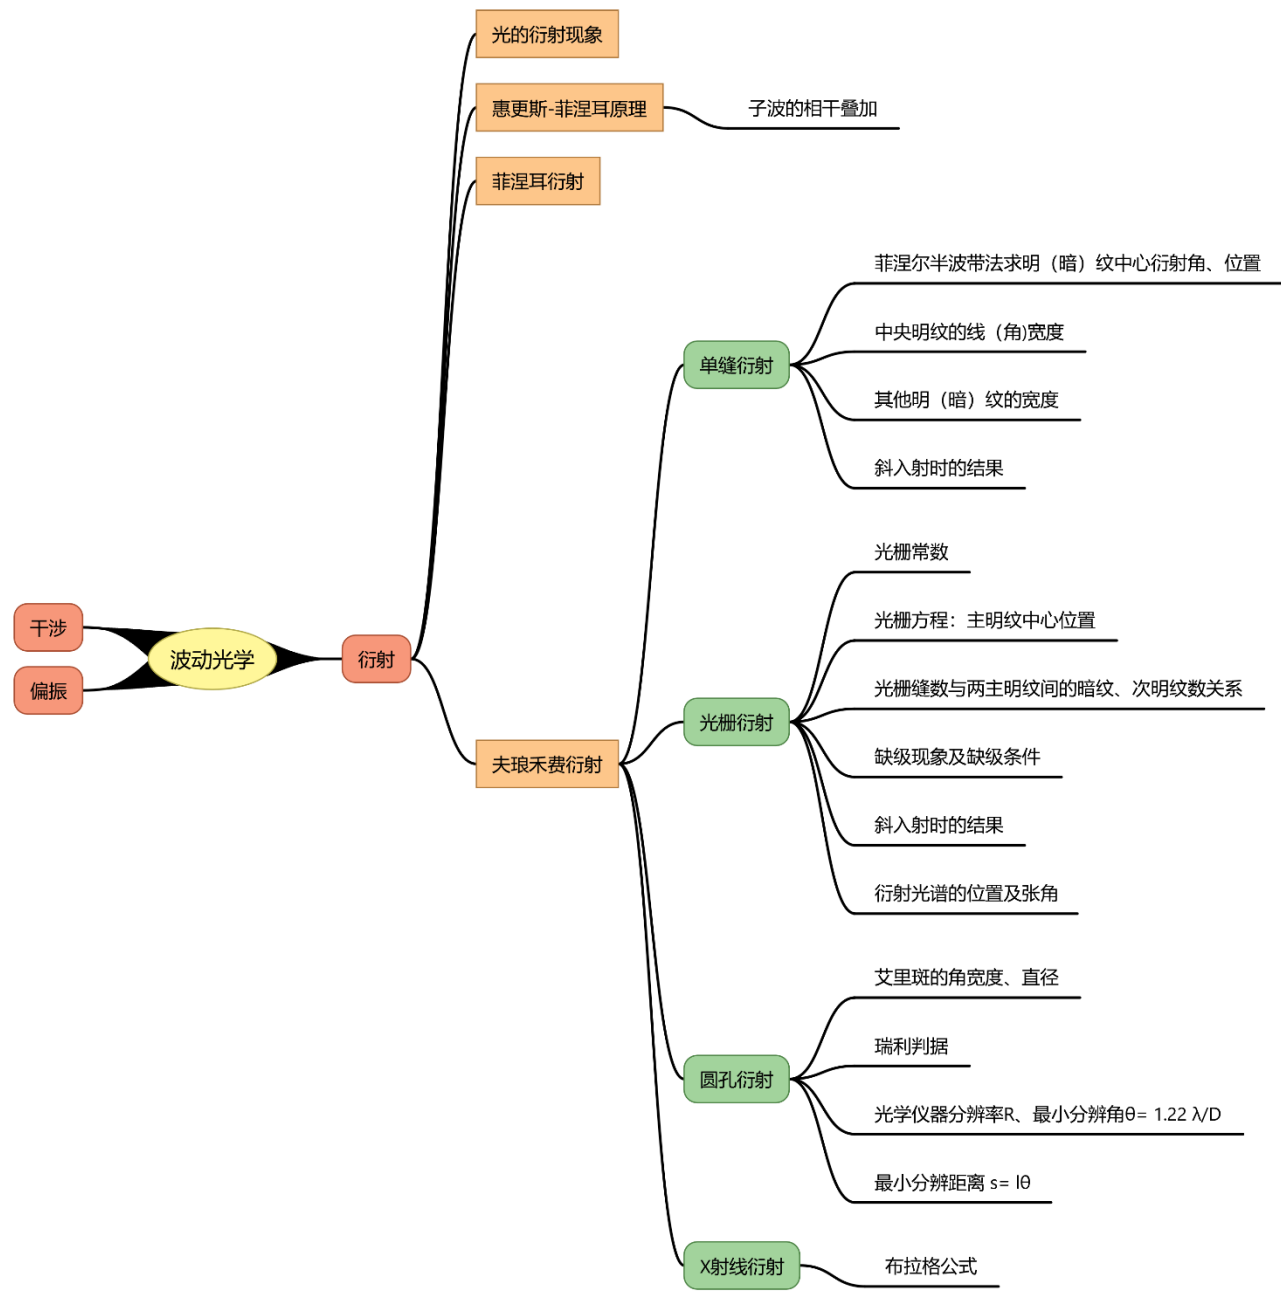 光的衍射现象
惠更斯-菲涅耳原理
子波的相干叠加
菲涅耳衍射
菲涅尔半波带法求明（暗）纹中心衍射角、位置
中央明纹的线（角)宽度
单缝衍射
其他明（暗）纹的宽度
斜入射时的结果
光栅常数
干涉
波动光学
偏振
衍射
光栅方程：主明纹中心位置
光栅缝数与两主明纹间的暗纹、次明纹数关系
光栅衍射
夫琅禾费衍射
缺级现象及缺级条件
斜入射时的结果
衍射光谱的位置及张角
艾里斑的角宽度、直径
瑞利判据
圆孔衍射
光学仪器分辨率R、最小分辨角θ= 1.22 λ/D
最小分辨距离 s= lθ
X射线衍射
布拉格公式